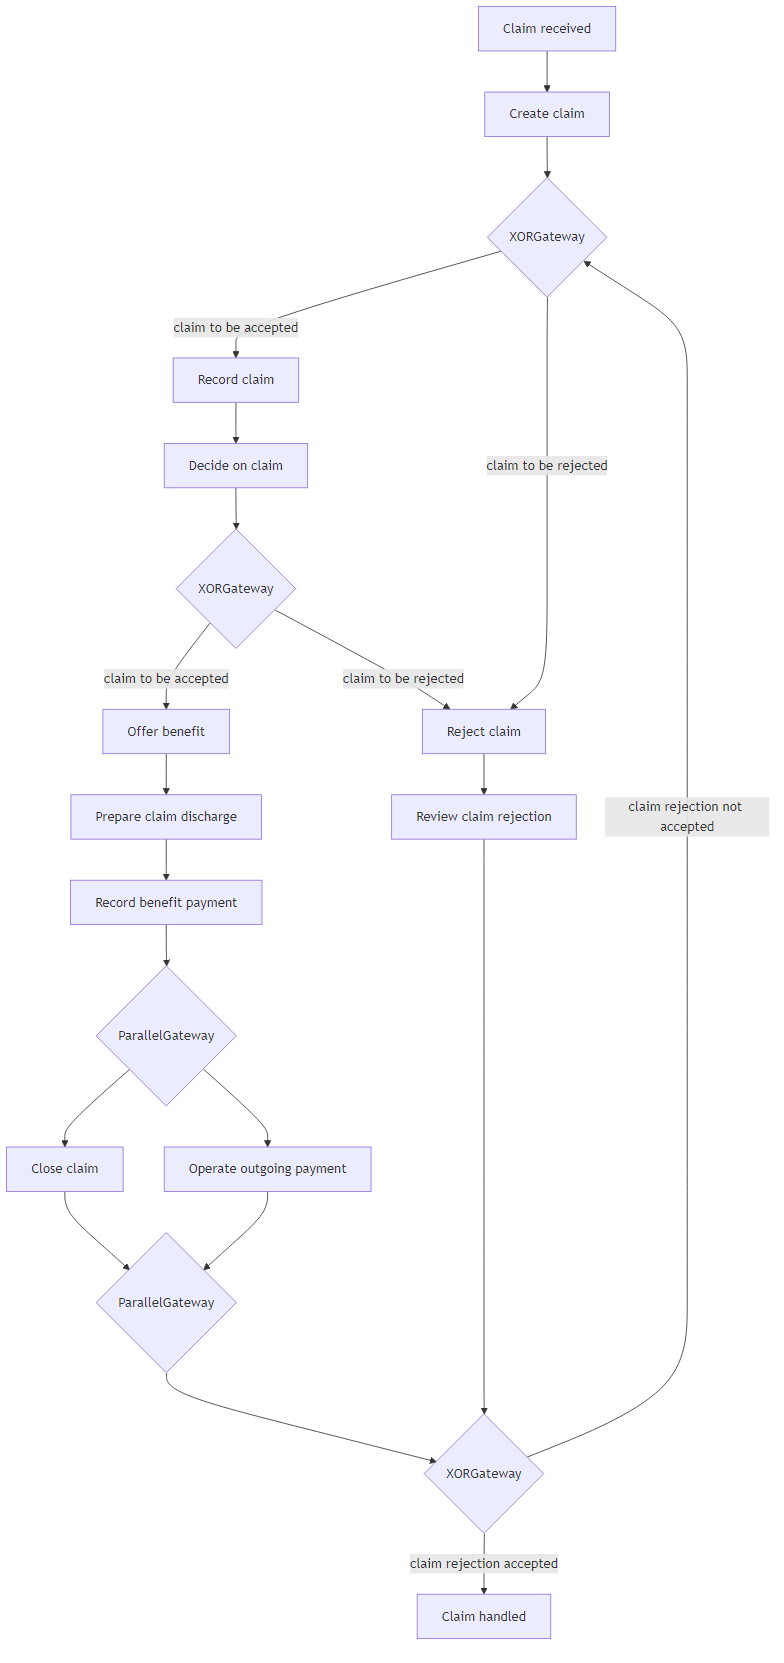 Claim received
Create claim
XORGateway
claim to be accepted
Record claim
Decide on claim
claim to be rejected
XORGateway
claim to be accepted
claim to be rejected
Offer benefit
Reject claim
Prepare claim discharge
Review claim rejection
claim rejection not
accepted
Record benefit payment
ParallelGateway
Close claim
Operate outgoing payment
ParallelGateway
XORGateway
claim rejection accepted
Claim handled